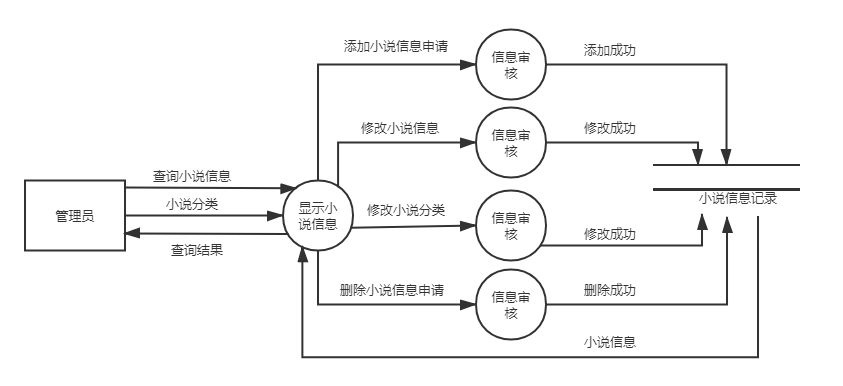 添加小说信息申请
信息审
核
添加成功
修改小说信息
信息审
核
修改成功
查询小说信息
管理员
小说分类
显示小
说信息
修改小说分类
信息审
核
修改成功
小说信息记录
查询结果
删除小说信息申请
信息审
核
删除成功
小说信息